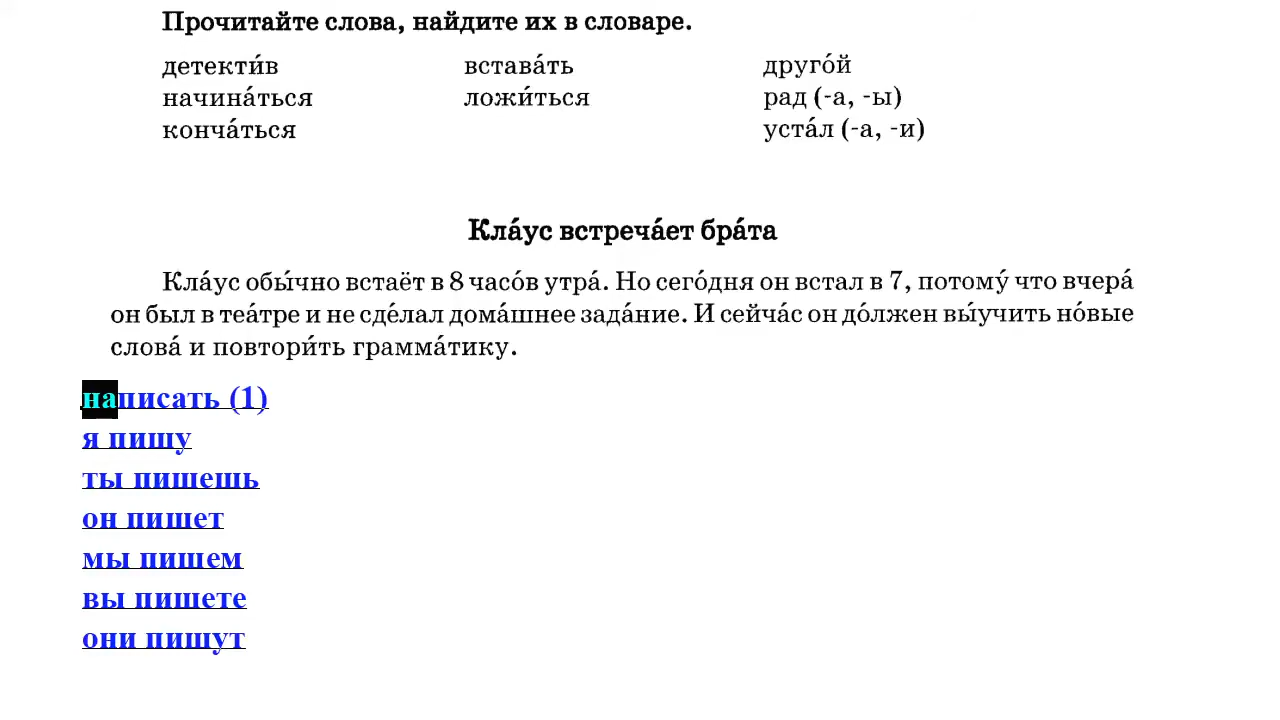 Прочитайте слова, найдите их в словаре.
детекти́в встава́ть друго́й
начина́ться ложи́ться рад (-а, -ы)
конча́ться уста́л (-а, -и)
Кла́ус встреча́ет бра́та
Кла́ус обы́чно встаёт в 8 часо́в утра́. Но сего́дня он встал в 7, потому́ что вчера́
он был в теа́тре и не сде́лал дома́шнее зада́ние. И сейча́с он до́лжен вы́учить но́вые
слова́ и повтори́ть грамма́тику.
написать (1)
я пишу
ты пишешь
он пишет
мы пишем
вы пишете
они пишут